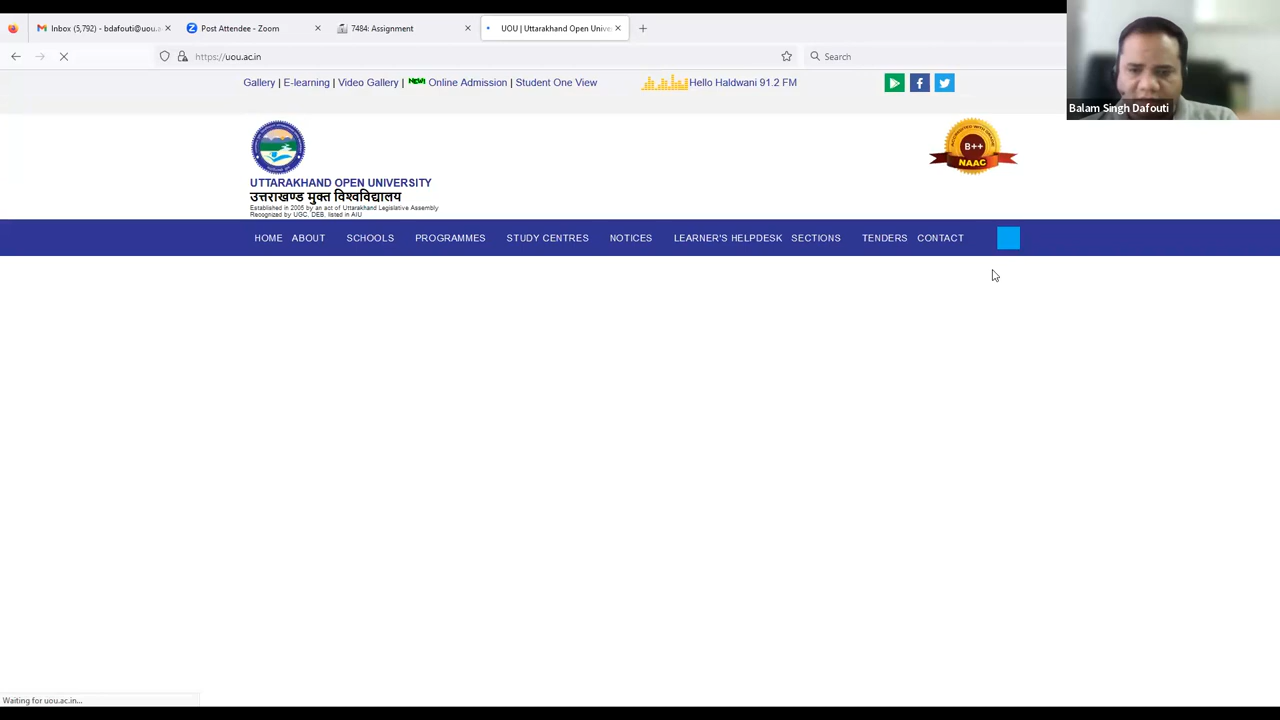 Inbox (5,792) - bdafouti@uou.a
Post Attendee - Zoom
7484: Assignment
UOU | Uttarakhand Open Unive
https://uou.ac.in
Search
Gallery | E-learning | Video Gallery | NEW! Online Admission | Student One View
Hello Haldwani 91.2 FM
Balam Singh Dafouti
ACCREDITED WITH GRADE
B++
NAAC
UTTARAKHAND OPEN UNIVERSITY
उत्तराखण्ड मुक्त विश्वविद्यालय
Established in 2005 by an act of Uttarakhand Legislative Assembly
Recognized by UGC, DEB, listed in AIU
HOME ABOUT SCHOOLS PROGRAMMES STUDY CENTRES NOTICES LEARNER'S HELPDESK SECTIONS TENDERS CONTACT
Waiting for uou.ac.in...